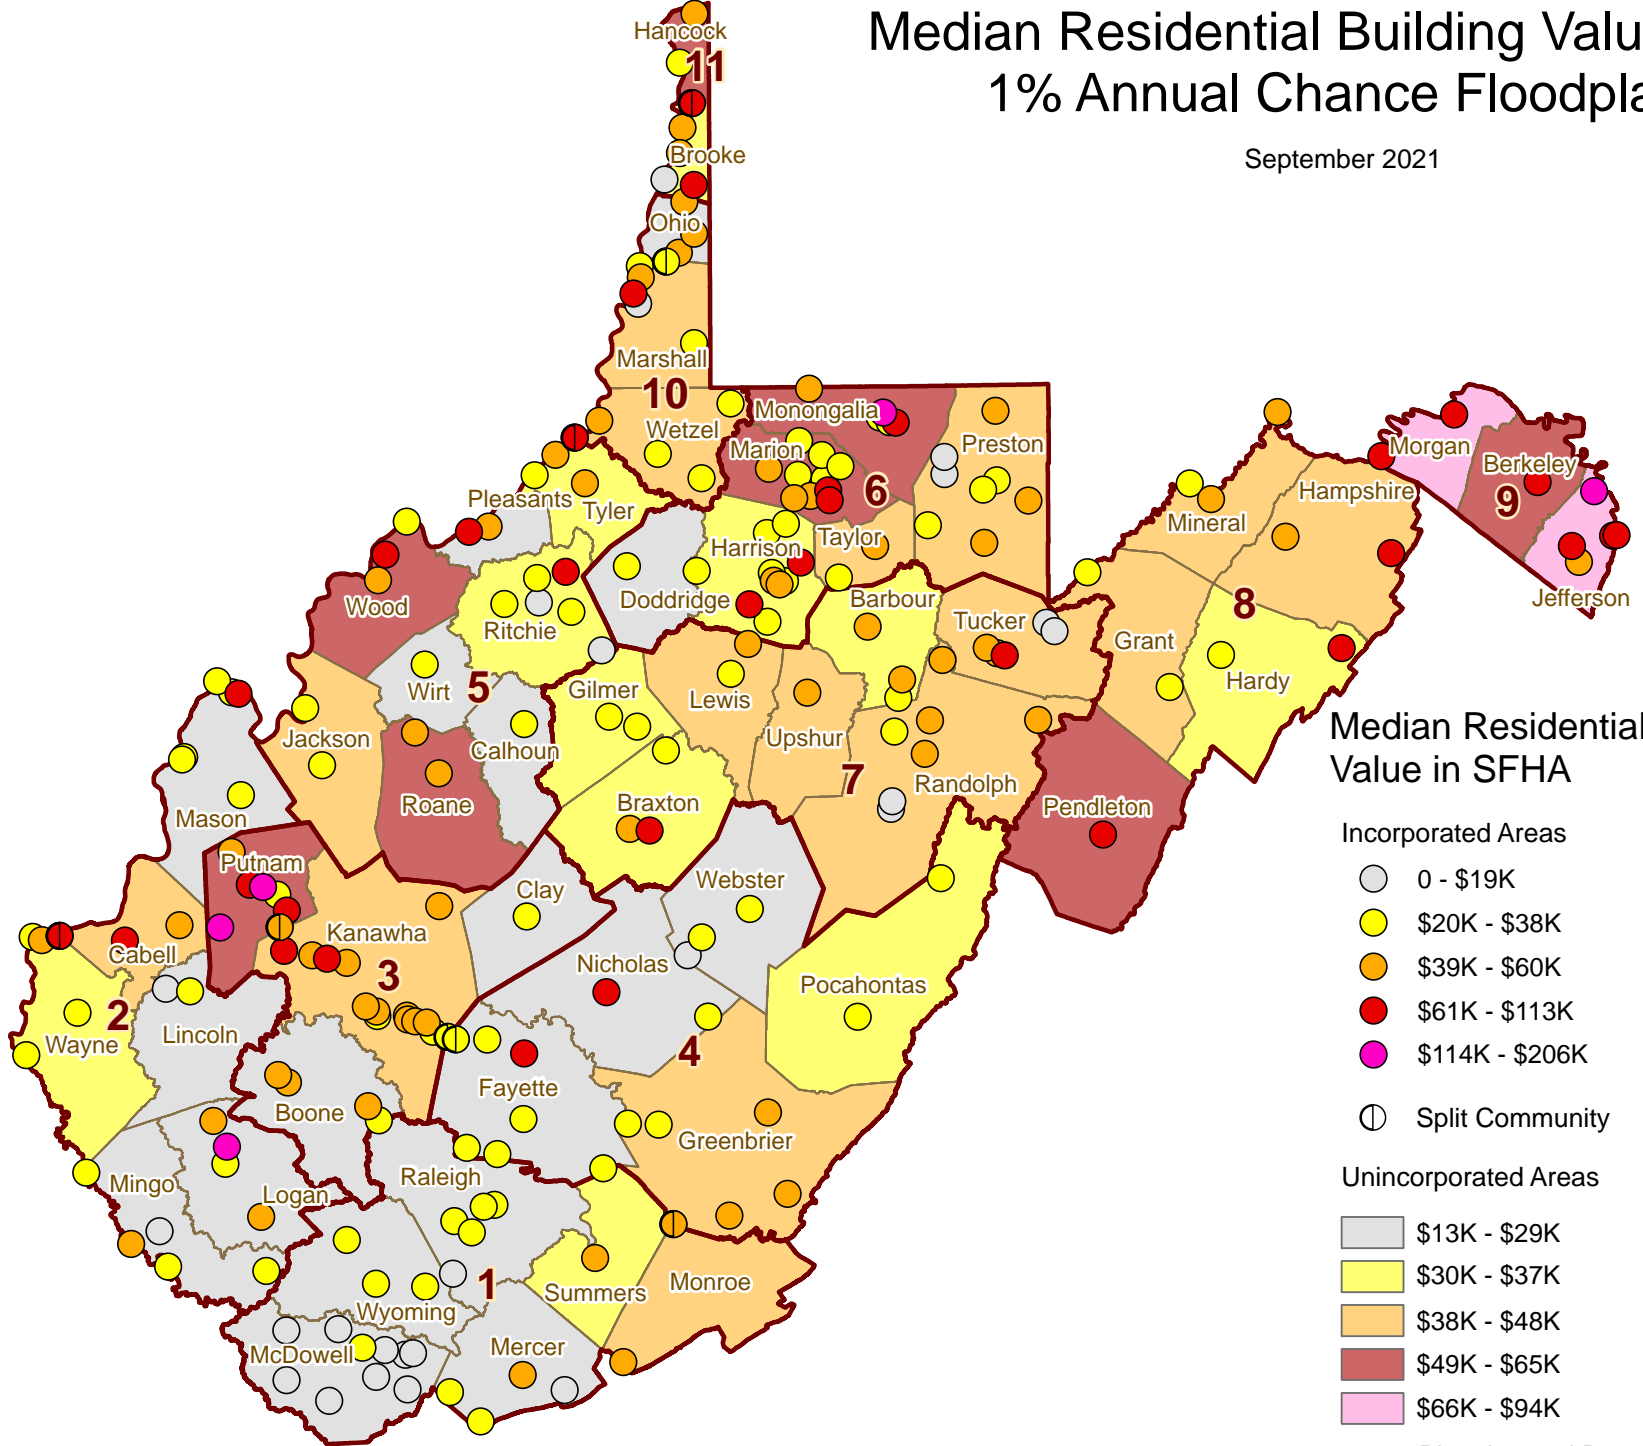 Median Residential Building Valu
1% Annual Chance Floodpla
September 2021
Hancock
11
Brooke
Ohio
Marshall
10
Wetzel
Monongalia
Marion
Preston
6
Pleasants
Tyler
Harrison
Taylor
Morgan
Berkeley
9
Hampshire
Mineral
Jefferson
Wood
Ritchie
Doddridge
Barbour
Tucker
Grant
8
Hardy
Wirt
5
Gilmer
Lewis
Upshur
Jackson
Calhoun
7
Randolph
Roane
Braxton
Pendleton
Mason
Putnam
Clay
Webster
Kanawha
Cabell
3
Nicholas
Pocahontas
2
Wayne
Lincoln
4
Fayette
Boone
Greenbrier
Raleigh
Mingo
Logan
1
Summers
Monroe
Wyoming
McDowell
Mercer
Median Residential
Value in SFHA
Incorporated Areas
0 - $19K
$20K - $38K
$39K - $60K
$61K - $113K
$114K - $206K
Split Community
Unincorporated Areas
$13K - $29K
$30K - $37K
$38K - $48K
$49K - $65K
$66K - $94K